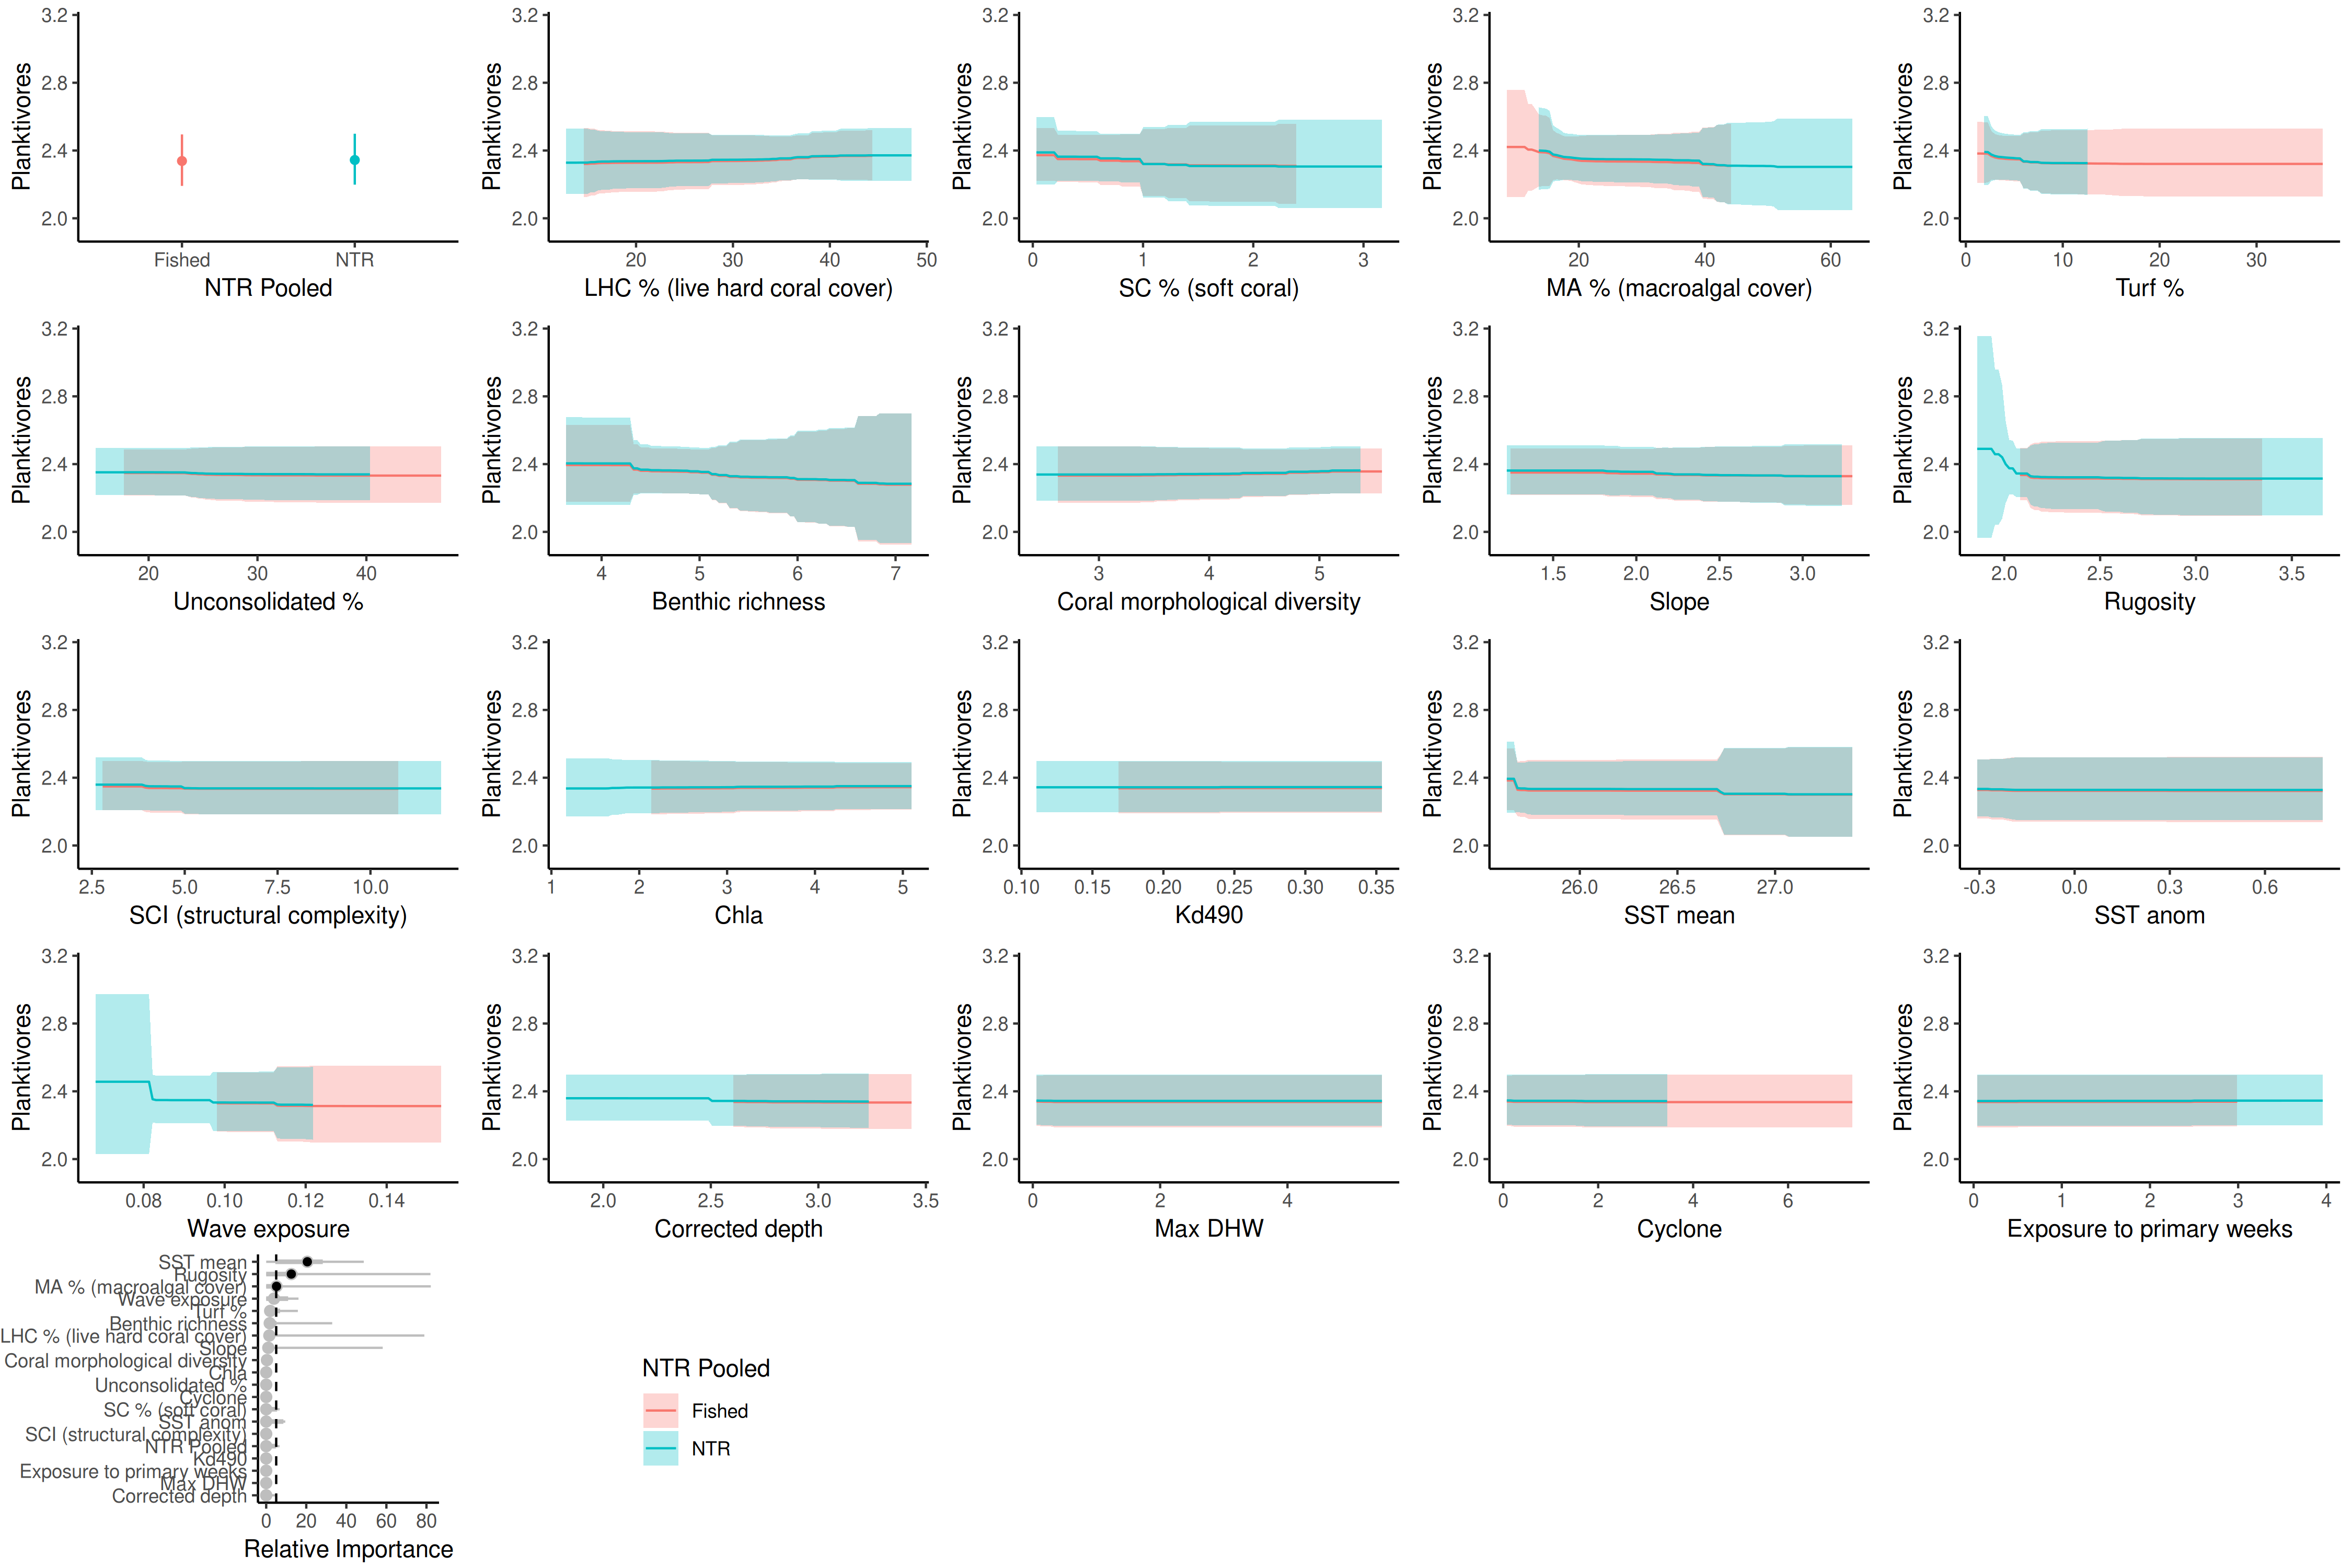 3.2
2.8
2.4
2.0
Planktivores
Fished NTR
NTR Pooled
3.2
2.8
2.4
2.0
Planktivores
20 30 40 50
LHC % (live hard coral cover)
3.2
2.8
2.4
2.0
Planktivores
0 1 2 3
SC % (soft coral)
3.2
2.8
2.4
2.0
Planktivores
20 40 60
MA % (macroalgal cover)
3.2
2.8
2.4
2.0
Planktivores
0 10 20 30
Turf %
3.2
2.8
2.4
2.0
Planktivores
20 30 40
Unconsolidated %
3.2
2.8
2.4
2.0
Planktivores
4 5 6 7
Benthic richness
3.2
2.8
2.4
2.0
Planktivores
3 4 5
Coral morphological diversity
3.2
2.8
2.4
2.0
Planktivores
1.5 2.0 2.5 3.0
Slope
3.2
2.8
2.4
2.0
Planktivores
2.0 2.5 3.0 3.5
Rugosity
3.2
2.8
2.4
2.0
Planktivores
2.5 5.0 7.5 10.0
SCI (structural complexity)
3.2
2.8
2.4
2.0
Planktivores
1 2 3 4 5
Chla
3.2
2.8
2.4
2.0
Planktivores
0.10 0.15 0.20 0.25 0.30 0.35
Kd490
3.2
2.8
2.4
2.0
Planktivores
26.0 26.5 27.0
SST mean
3.2
2.8
2.4
2.0
Planktivores
-0.3 0.0 0.3 0.6
SST anom
3.2
2.8
2.4
2.0
Planktivores
0.08 0.10 0.12 0.14
Wave exposure
3.2
2.8
2.4
2.0
Planktivores
2.0 2.5 3.0 3.5
Corrected depth
3.2
2.8
2.4
2.0
Planktivores
0 2 4
Max DHW
3.2
2.8
2.4
2.0
Planktivores
0 2 4 6
Cyclone
3.2
2.8
2.4
2.0
Planktivores
0 1 2 3 4
Exposure to primary weeks
SST mean
Rugosity
MA % (macroalgal cover)
Wave exposure
Turf %
Benthic richness
LHC % (live hard coral cover)
Slope
Coral morphological diversity
Chla
Unconsolidated %
Cyclone
SC % (soft coral)
SST anom
SCI (structural complexity)
NTR Pooled
Kd490
Exposure to primary weeks
Max DHW
Corrected depth
0 20 40 60 80
Relative Importance
NTR Pooled
Fished
NTR